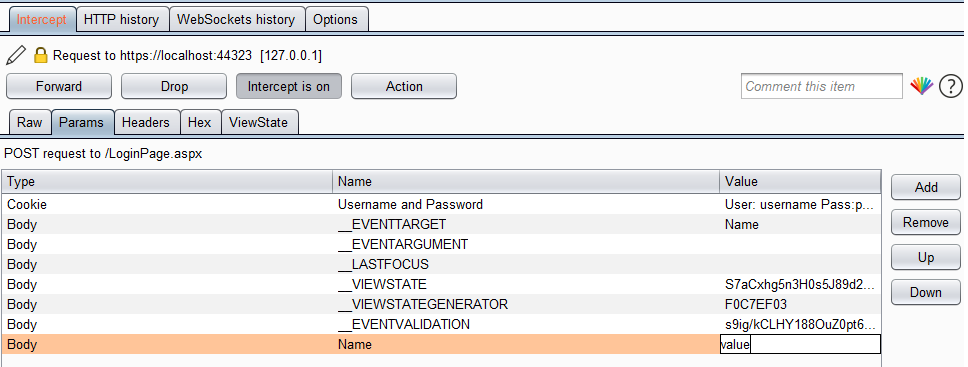 Intercept HTTP history WebSockets history Options
Request to https://localhost:44323 [127.0.0.1]
Forward Drop Intercept is on Action Comment this item ?
Raw Params Headers Hex ViewState
POST request to /LoginPage.aspx
Type Name Value
Cookie Username and Password User: username Pass:p...
Body __EVENTTARGET Name
Body __EVENTARGUMENT
Body __LASTFOCUS
Body __VIEWSTATE S7aCxhg5n3H0s5J89d2...
Body __VIEWSTATEGENERATOR F0C7EF03
Body __EVENTVALIDATION s9ig/kCLHY188OuZ0pt6...
Body Name value
Add
Remove
Up
Down